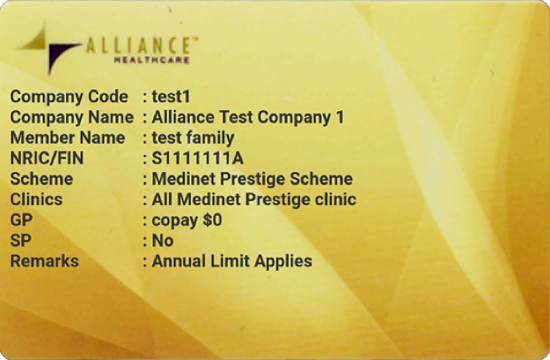 ALLIANCE™
HEALTHCARE
Company Code : test1
Company Name : Alliance Test Company 1
Member Name : test family
NRIC/FIN : S1111111A
Scheme : Medinet Prestige Scheme
Clinics : All Medinet Prestige clinic
GP : copay $0
SP : No
Remarks : Annual Limit Applies